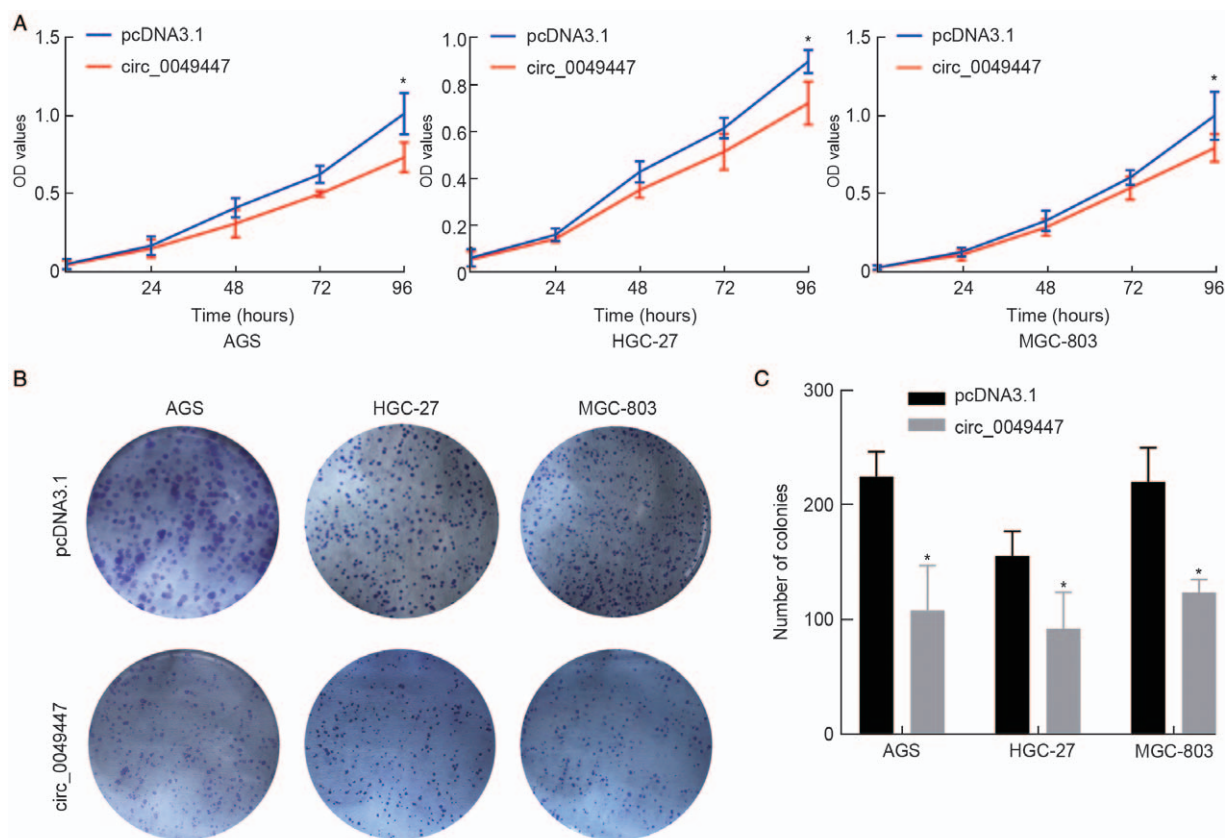 A
1.5
1.0
0.5
0
OD values
pcDNA3.1
circ_0049447
*
24
48
72
96
Time (hours)
AGS
1.0
0.8
0.6
0.4
0.2
0
OD values
pcDNA3.1
circ_0049447
*
24
48
72
96
Time (hours)
HGC-27
1.5
1.0
0.5
0
OD values
pcDNA3.1
circ_0049447
*
24
48
72
96
Time (hours)
MGC-803
B
AGS
HGC-27
MGC-803
pcDNA3.1
circ_0049447
C
300
200
100
0
Number of colonies
pcDNA3.1
circ_0049447
*
*
*
AGS
HGC-27
MGC-803